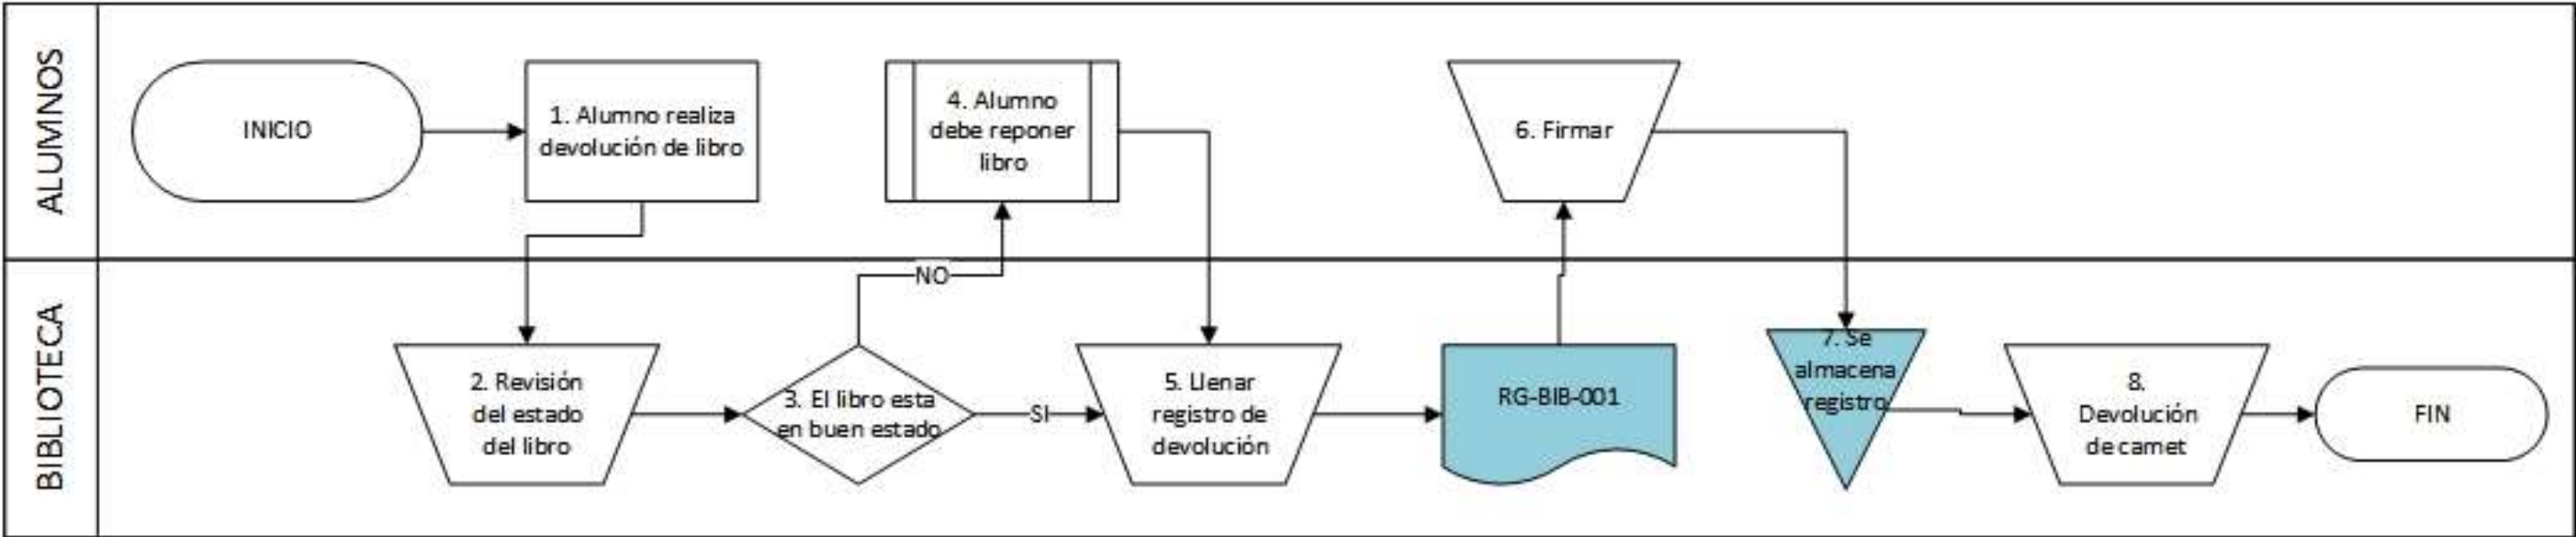 ALUMNOS
INICIO
1. Alumno realiza
devolución de libro
4. Alumno
debe reponer
libro
6. Firmar
BIBLIOTECA
2. Revisión
del estado
del libro
NO
3. El libro esta
en buen estado
SI
5. Llenar
registro de
devolución
RG-BIB-001
7. Se
almacena
registro
8.
Devolución
de carnet
FIN